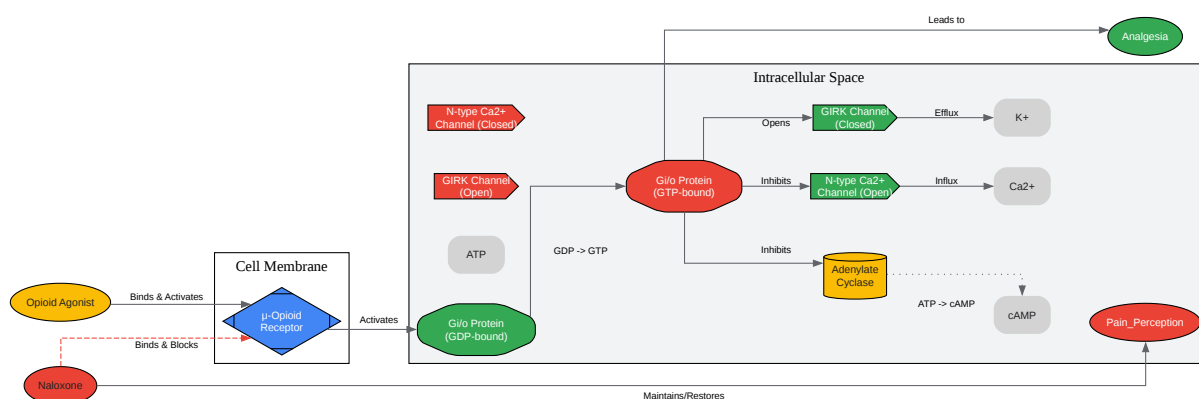 Leads to
Analgesia
Intracellular Space
N-type Ca2+
Channel (Closed)
Opens
GIRK Channel
(Closed)
Efflux
K+
GIRK Channel
(Open)
Gi/o Protein
(GTP-bound)
Inhibits
N-type Ca2+
Channel (Open)
Influx
Ca2+
ATP
GDP -> GTP
Inhibits
Adenylate
Cyclase
ATP -> cAMP
cAMP
Cell Membrane
Opioid Agonist
Binds & Activates
μ-Opioid
Receptor
Binds & Blocks
Activates
Gi/o Protein
(GDP-bound)
Pain_Perception
Naloxone
Maintains/Restores